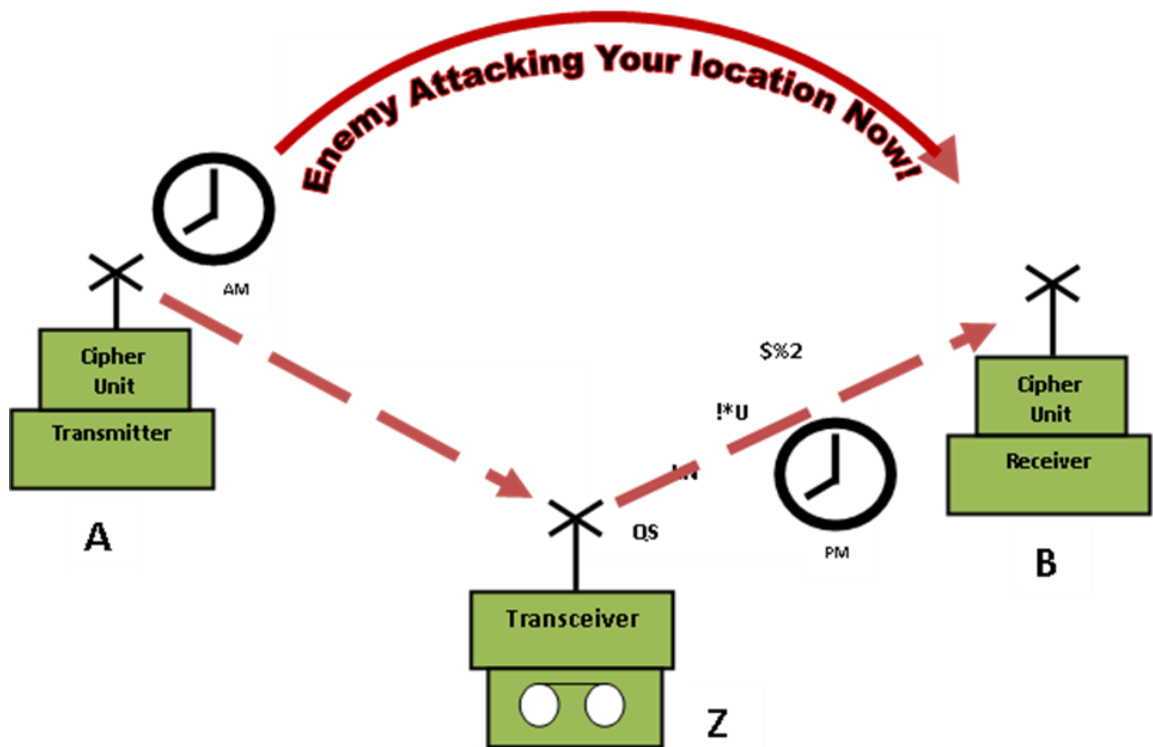 Enemy Attacking Your location Now!
AM
Cipher
Unit
Transmitter
A
$%2
!*U
QS
PM
Cipher
Unit
Receiver
B
Transceiver
Z